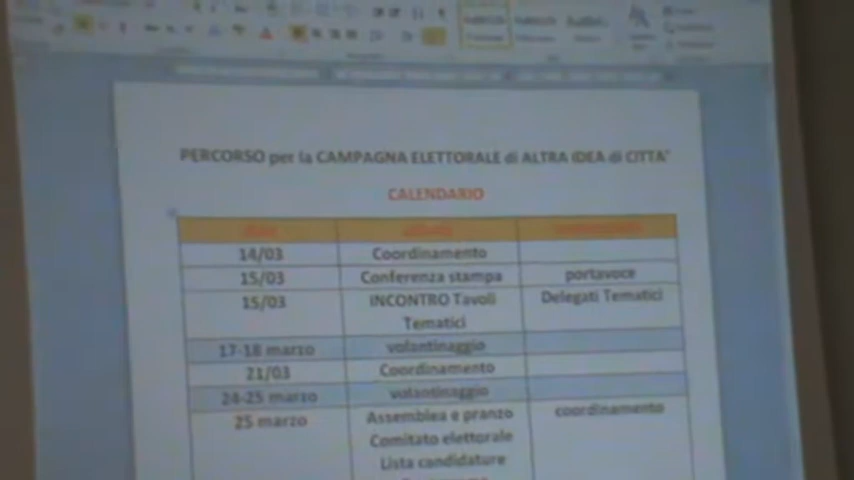 PERCORSO per la CAMPAGNA ELETTORALE di ALTRA IDEA di CITTA'
CALENDARIO
14/03 Coordinamento
15/03 Conferenza stampa portavoce
15/03 INCONTRO Tavoli Delegati Tematici
Tematici
17-18 marzo volantinaggio
21/03 Coordinamento
24-25 marzo volantinaggio
25 marzo Assemblea e pranzo coordinamento
Comitato elettorale
Lista candidature